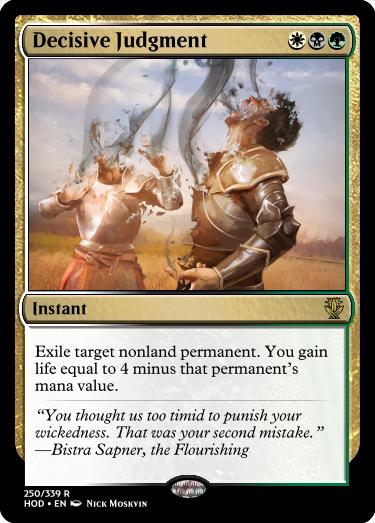 Decisive Judgment
Instant
Exile target nonland permanent. You gain
life equal to 4 minus that permanent's
mana value.
“You thought us too timid to punish your
wickedness. That was your second mistake.”
—Bistra Sapner, the Flourishing
250/339 R
HOD • EN Nick Moskvin